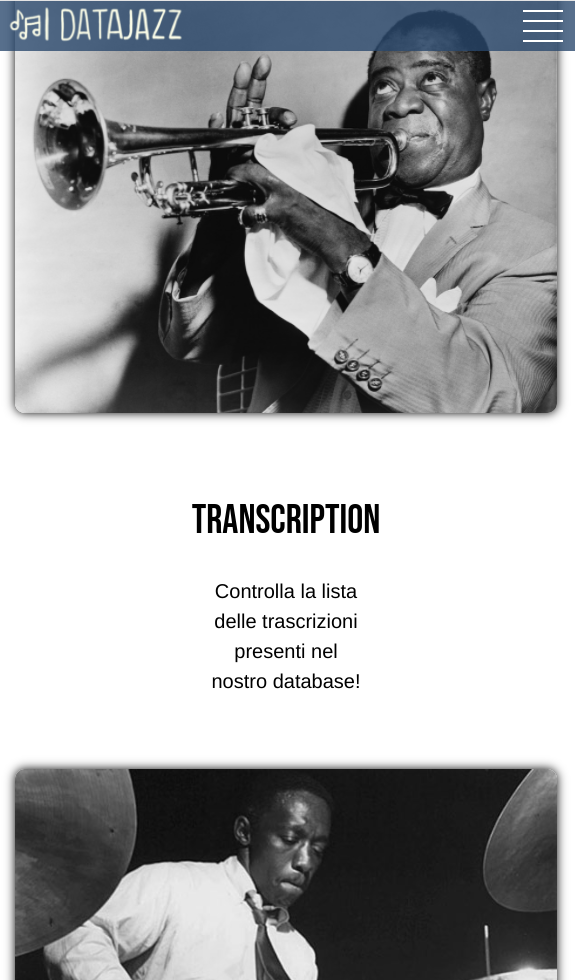 DATAJAZZ
TRANSCRIPTION
Controlla la lista
delle trascrizioni
presenti nel
nostro database!